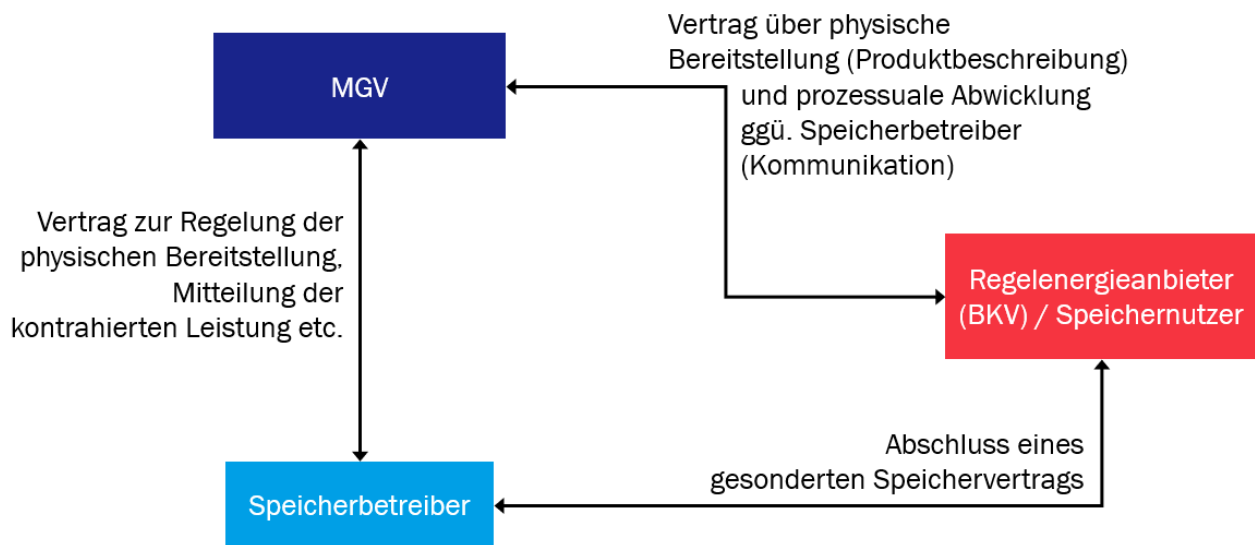 MGV
Vertrag über physische
Bereitstellung (Produktbeschreibung)
und prozessuale Abwicklung
ggü. Speicherbetreiber
(Kommunikation)
Vertrag zur Regelung der
physischen Bereitstellung,
Mitteilung der
kontrahierten Leistung etc.
Regelenergieanbieter
(BKV) / Speichernutzer
Abschluss eines
gesonderten Speichervertrags
Speicherbetreiber